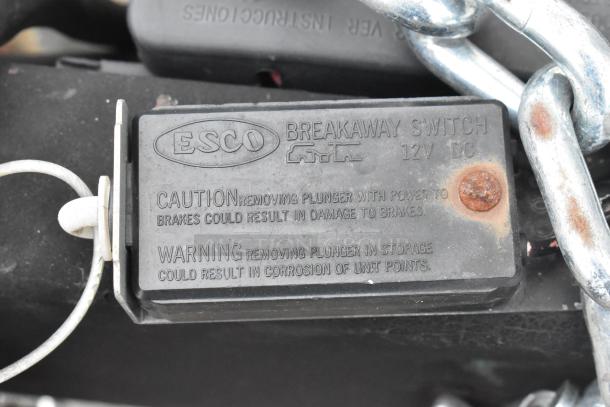 VER INSTRUCCIONES
ESCO BREAKAWAY SWITCH
12V DC
CAUTION REMOVING PLUNGER WITH POWER TO
BRAKES COULD RESULT IN DAMAGE TO BRAKES.
WARNING REMOVING PLUNGER IN STORAGE
COULD RESULT IN CORROSION OF UNIT POINTS.